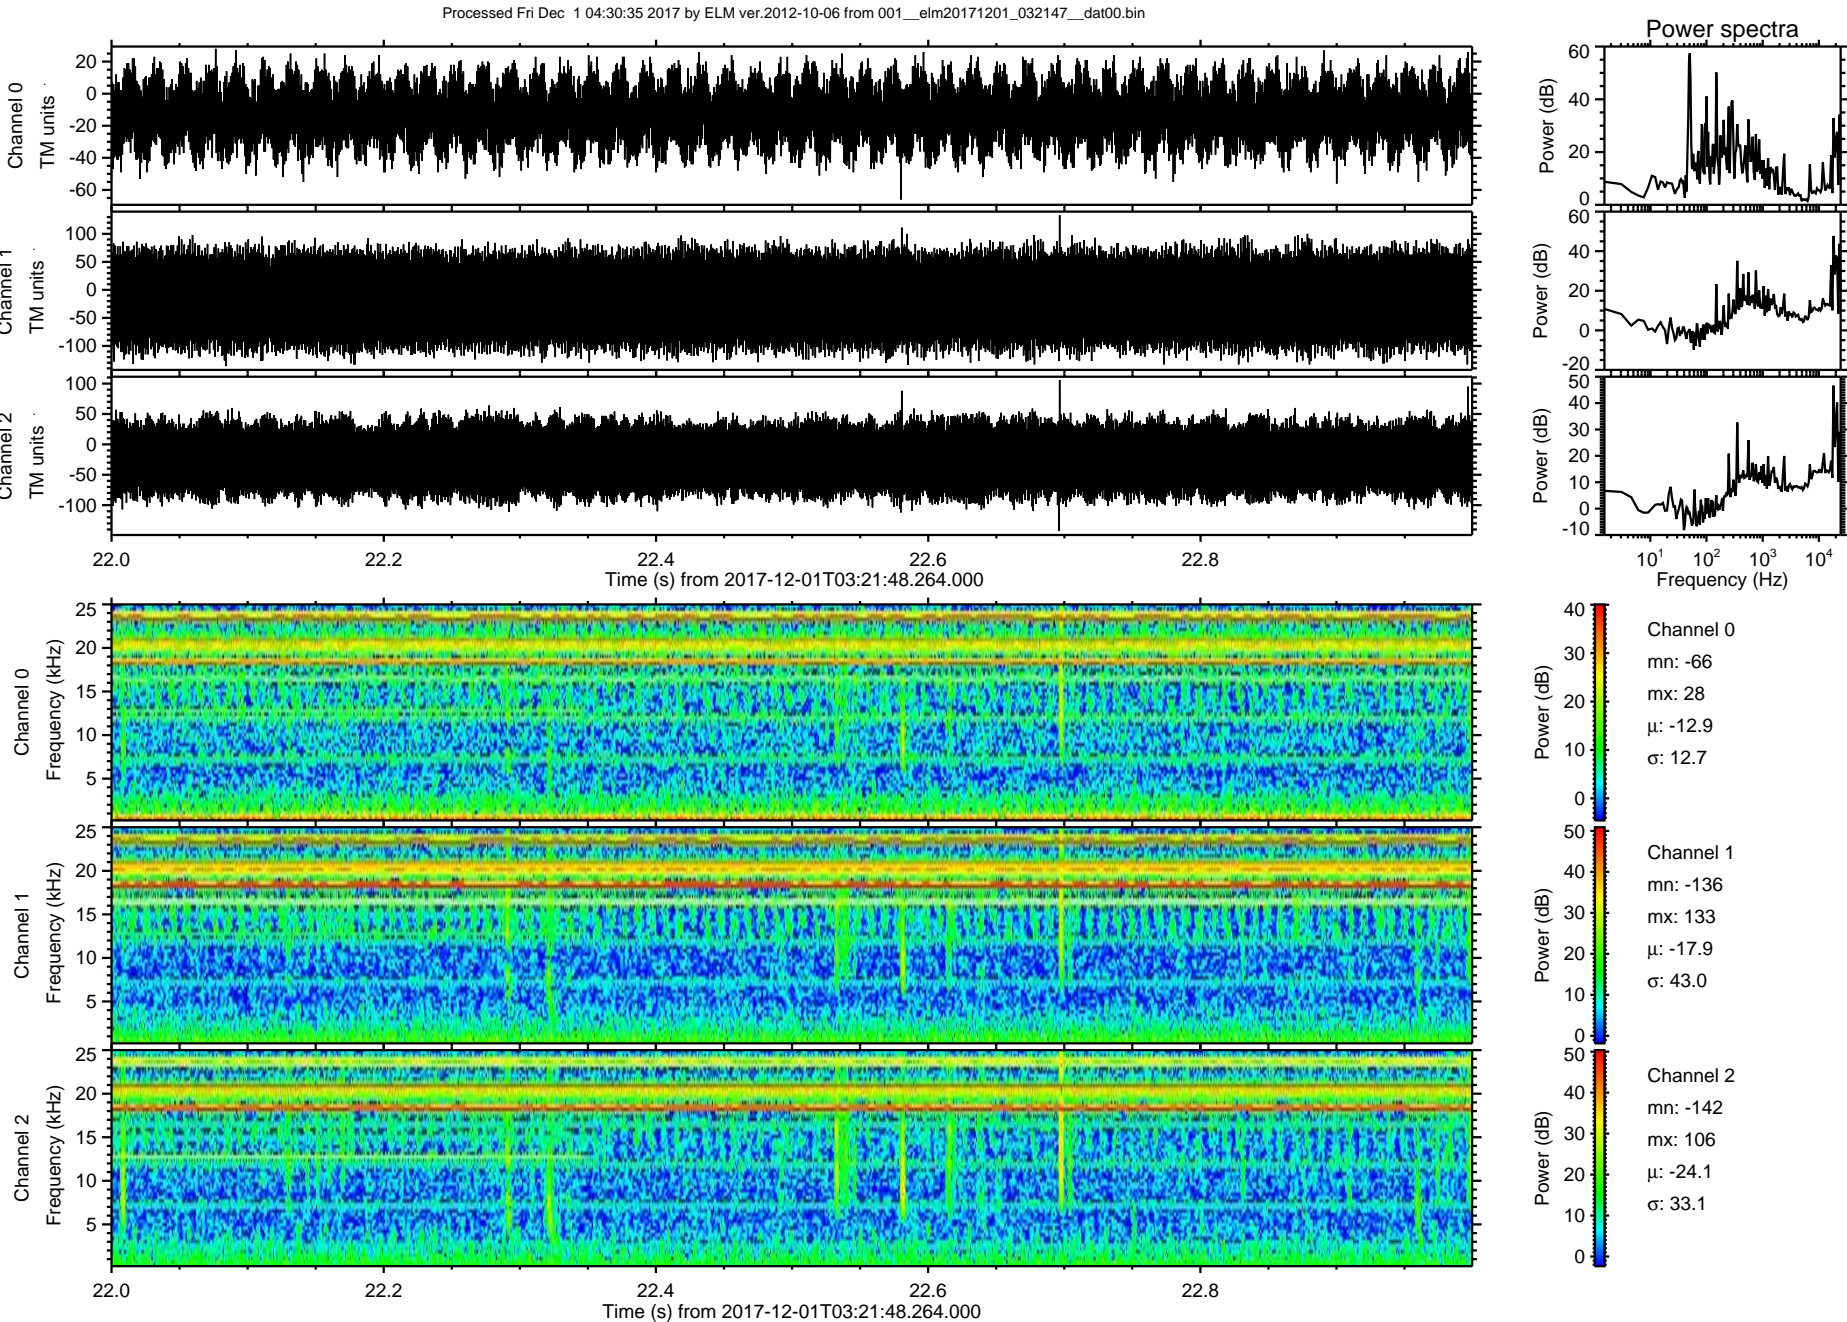 Processed Fri Dec  1 04:30:35 2017 by ELM ver.2012-10-06 from 001__elm20171201_032147__dat00.bin
Power spectra
Channel 0
TM units
20
0
-20
-40
-60
Power (dB)
60
40
20
0
Channel 1
TM units
100
50
0
-50
-100
Power (dB)
60
40
20
0
-20
Channel 2
TM units
100
50
0
-50
-100
Power (dB)
50
40
30
20
10
0
-10
22.0 22.2 22.4 22.6 22.8
Time (s) from 2017-12-01T03:21:48.264.000
10^1 10^2 10^3 10^4
Frequency (Hz)
Channel 0
Frequency (kHz)
25
20
15
10
5
Power (dB)
40
30
20
10
0
Channel 0
mn: -66
mx: 28
μ: -12.9
σ: 12.7
Channel 1
Frequency (kHz)
25
20
15
10
5
Power (dB)
50
40
30
20
10
0
Channel 1
mn: -136
mx: 133
μ: -17.9
σ: 43.0
Channel 2
Frequency (kHz)
25
20
15
10
5
Power (dB)
50
40
30
20
10
0
Channel 2
mn: -142
mx: 106
μ: -24.1
σ: 33.1
22.0 22.2 22.4 22.6 22.8
Time (s) from 2017-12-01T03:21:48.264.000